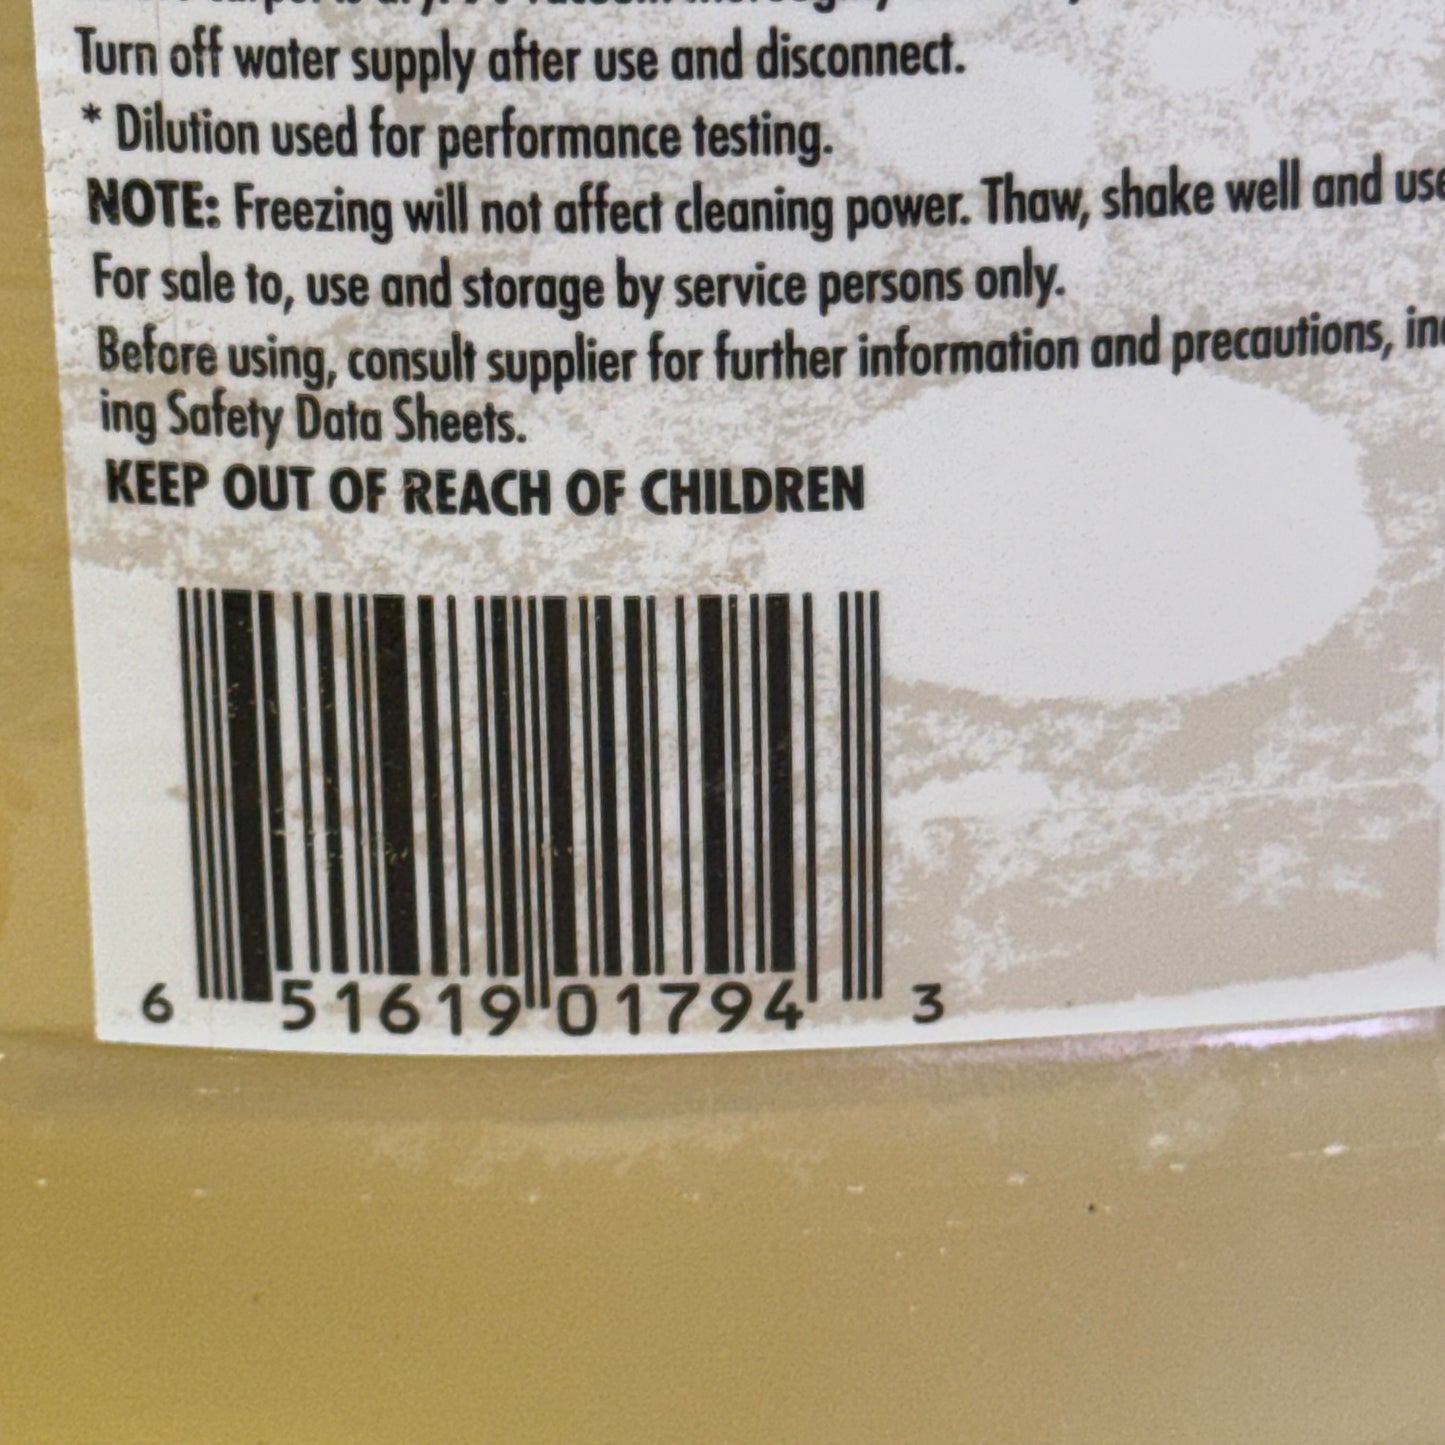 Turn off water supply after use and disconnect.
* Dilution used for performance testing.
NOTE: Freezing will not affect cleaning power. Thaw, shake well and use
For sale to, use and storage by service persons only.
Before using, consult supplier for further information and precautions, inc
ing Safety Data Sheets.
KEEP OUT OF REACH OF CHILDREN
6 51619 01794 3